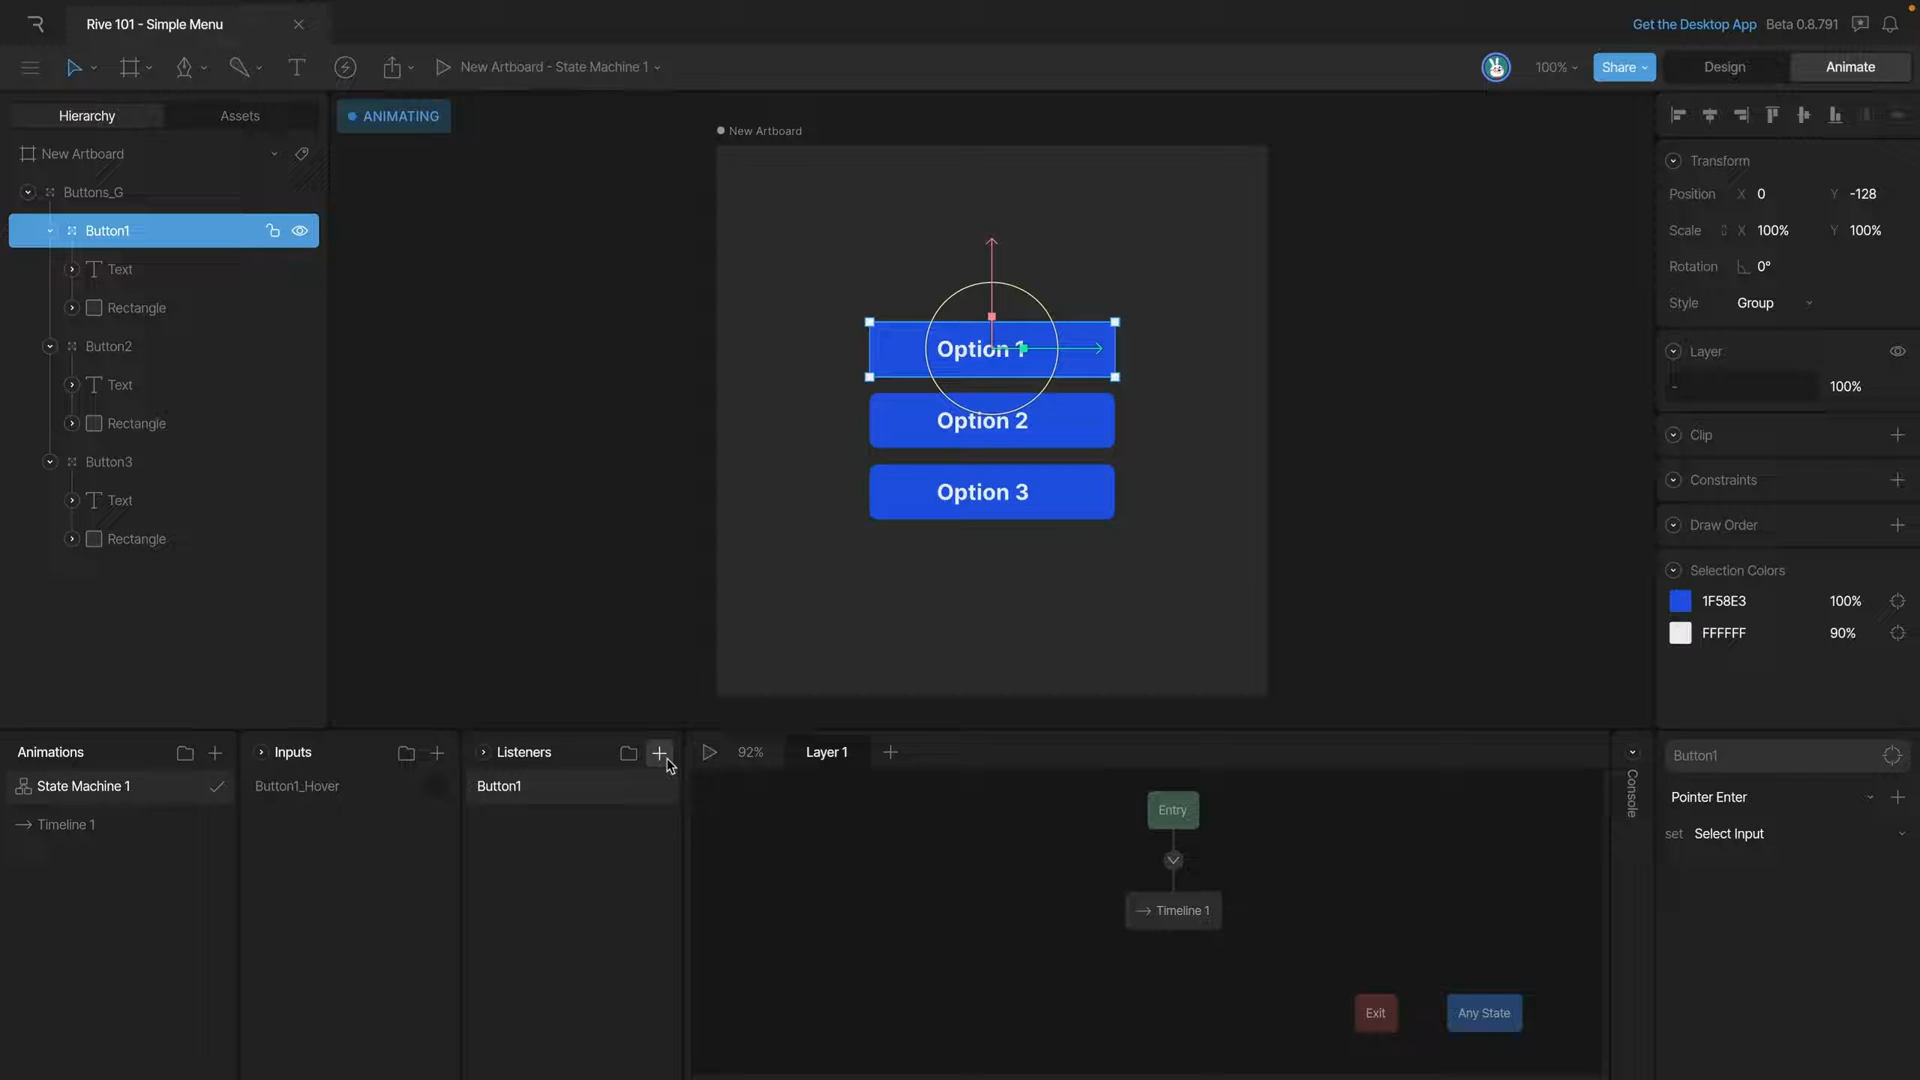 Rive 101 - Simple Menu
Get the Desktop App
Beta 0.8.791
New Artboard - State Machine 1
100%
Share
Design
Animate
Hierarchy
Assets
ANIMATING
New Artboard
Buttons_G
Button1
Text
Rectangle
Button2
Text
Rectangle
Button3
Text
Rectangle
New Artboard
Option 1
Option 2
Option 3
Transform
Position X 0 Y -128
Scale X 100% Y 100%
Rotation 0°
Style Group
Layer
- 100%
Clip
Constraints
Draw Order
Selection Colors
1F58E3 100%
FFFFFF 90%
Animations
State Machine 1
Timeline 1
Inputs
Button1_Hover
Listeners
Button1
92%
Layer 1
Entry
Timeline 1
Exit
Any State
Console
Button1
Pointer Enter
set Select Input